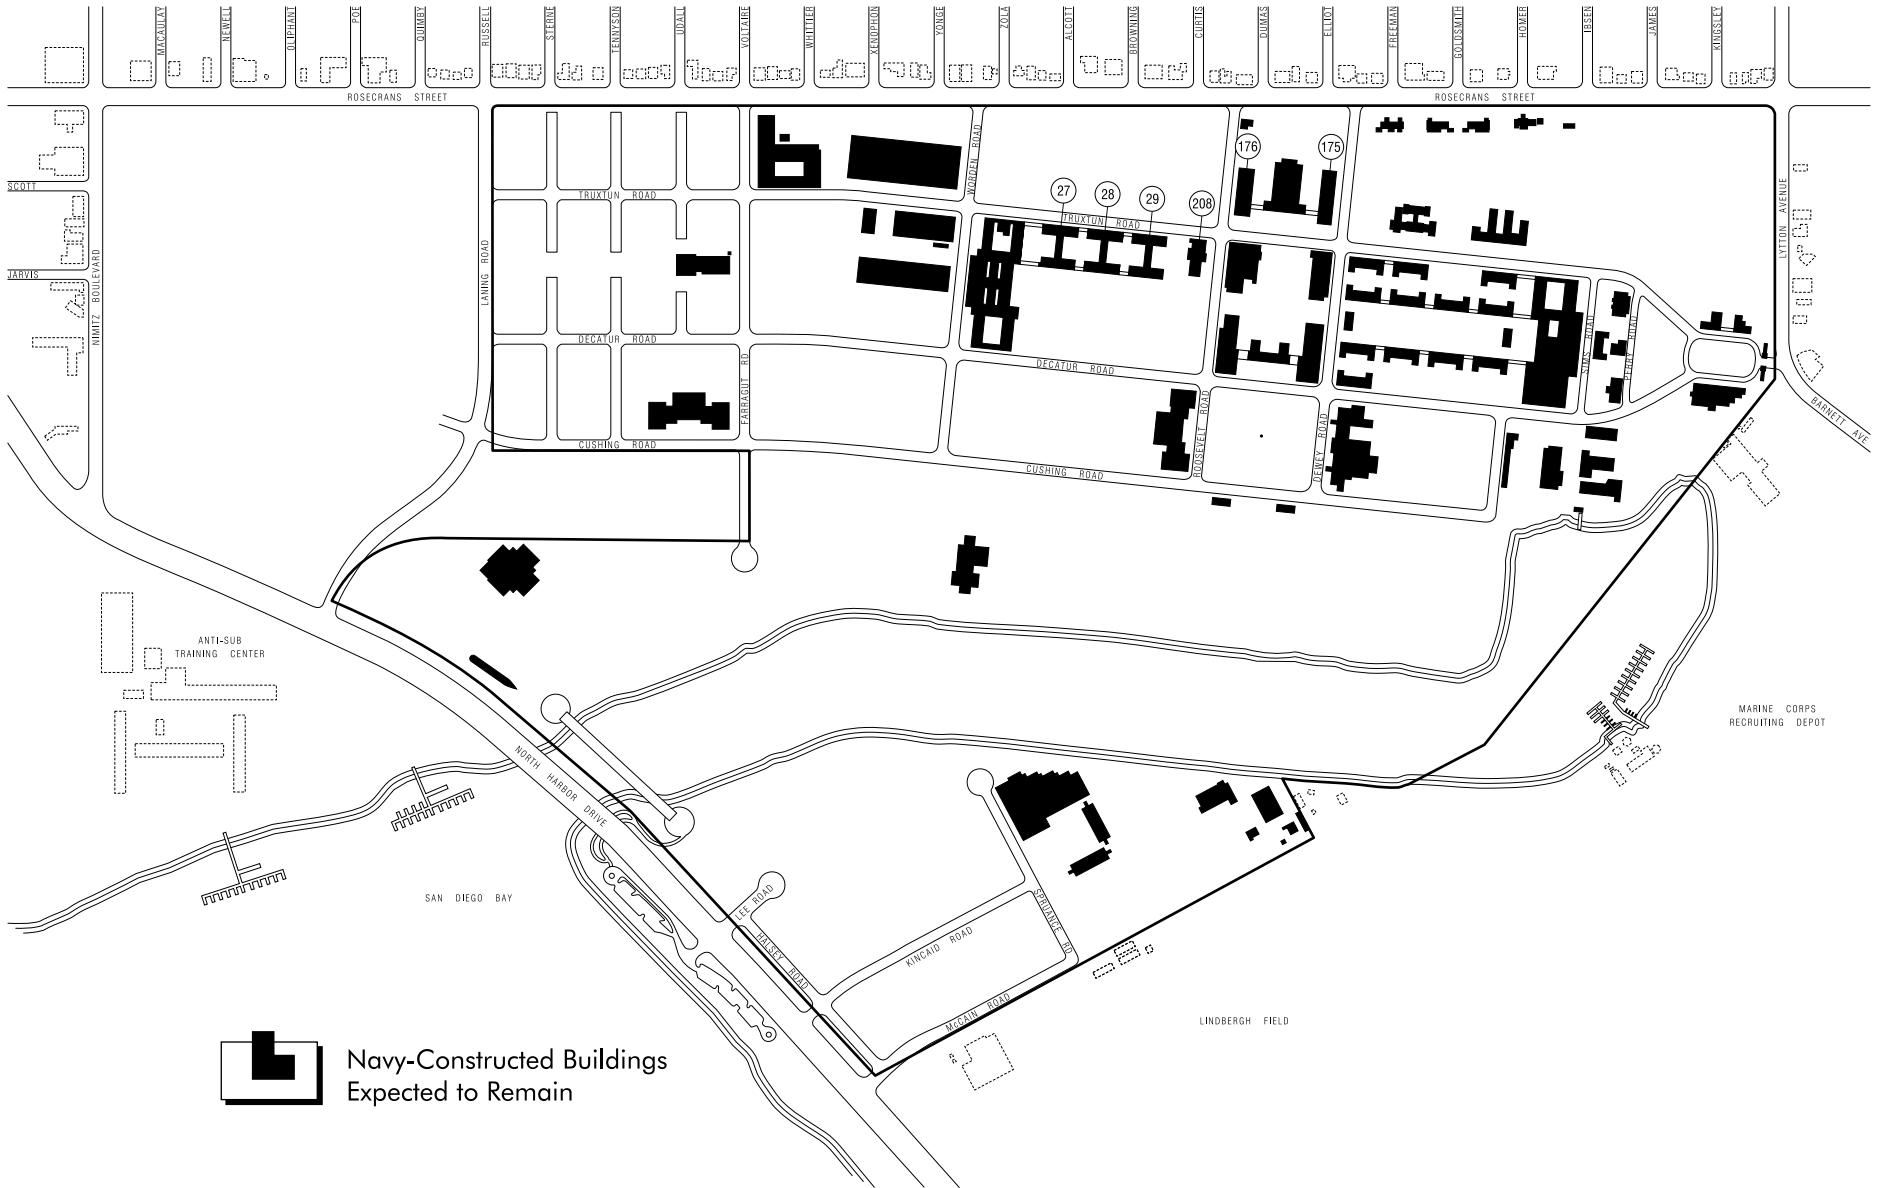 MACAULAY
NEWELL
OLIPHANT
POE
QUIMBY
RUSSELL
STERNE
TENNYSON
UDALL
VOLTAIRE
WHITTIER
XENOPHON
YONGE
ZOLA
ALCOTT
BROWNING
CURTIS
DUMAS
ELLIOT
FREEMAN
GGOLDSMITH
HOMER
IBSEN
JAMES
KINGSLEY
ROSECRANS STREET
ROSECRANS STREET
SCOTT
JARVIS
NIMITZ BOULEVARD
LANING ROAD
TRUXTUN ROAD
WORDEN ROAD
27
28
29
208
176
175
TRUXTUN ROAD
LYTTON AVENUE
DECATUR ROAD
DECATUR ROAD
FARRAGUT RD
SIMS ROAD
PERRY ROAD
BARNETT AVE
CUSHING ROAD
CUSHING ROAD
ROOSEVELT ROAD
DEWEY ROAD
ANTI-SUB
TRAINING CENTER
MARINE CORPS
RECRUITING DEPOT
NORTH HARBOR DRIVE
SAN DIEGO BAY
LEE ROAD
HALSEY ROAD
KINCAID ROAD
SPRUANCE RD
McCAIN ROAD
LINDBERGH FIELD
Navy-Constructed Buildings
Expected to Remain